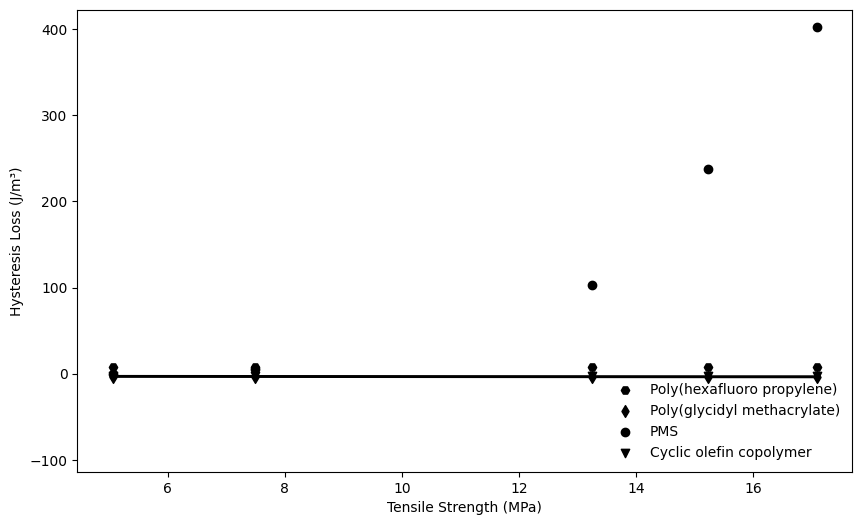 400
300
200
100
0
−100
Hysteresis Loss (J/m³)
Poly(hexafluoro propylene)
Poly(glycidyl methacrylate)
PMS
Cyclic olefin copolymer
6 8 10 12 14 16
Tensile Strength (MPa)